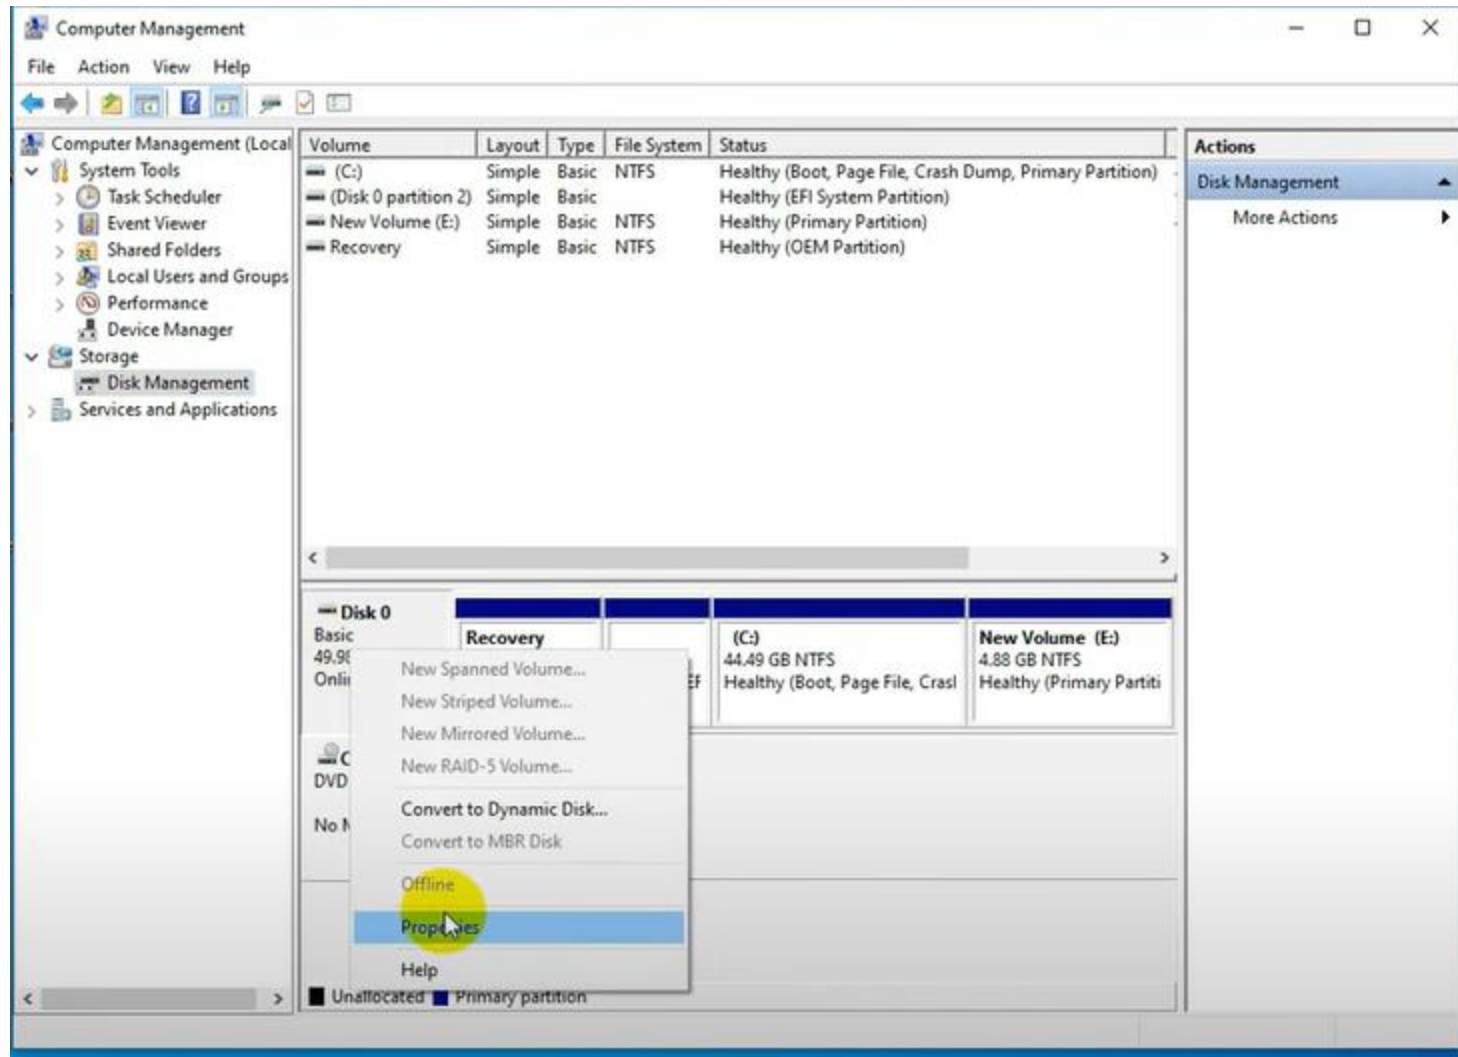 Computer Management
File Action View Help
Computer Management (Local
System Tools
Task Scheduler
Event Viewer
Shared Folders
Local Users and Groups
Performance
Device Manager
Storage
Disk Management
Services and Applications
Volume Layout Type File System Status
(C:) Simple Basic NTFS Healthy (Boot, Page File, Crash Dump, Primary Partition)
(Disk 0 partition 2) Simple Basic Healthy (EFI System Partition)
New Volume (E:) Simple Basic NTFS Healthy (Primary Partition)
Recovery Simple Basic NTFS Healthy (OEM Partition)
Actions
Disk Management
More Actions
Disk 0
Basic
49.98
Onlin
Recovery
(C:)
44.49 GB NTFS
Healthy (Boot, Page File, Crasl
New Volume (E:)
4.88 GB NTFS
Healthy (Primary Partiti
DVD
New Spanned Volume...
New Striped Volume...
New Mirrored Volume...
New RAID-5 Volume...
Convert to Dynamic Disk...
Convert to MBR Disk
Offline
Properties
Help
Unallocated Primary partition